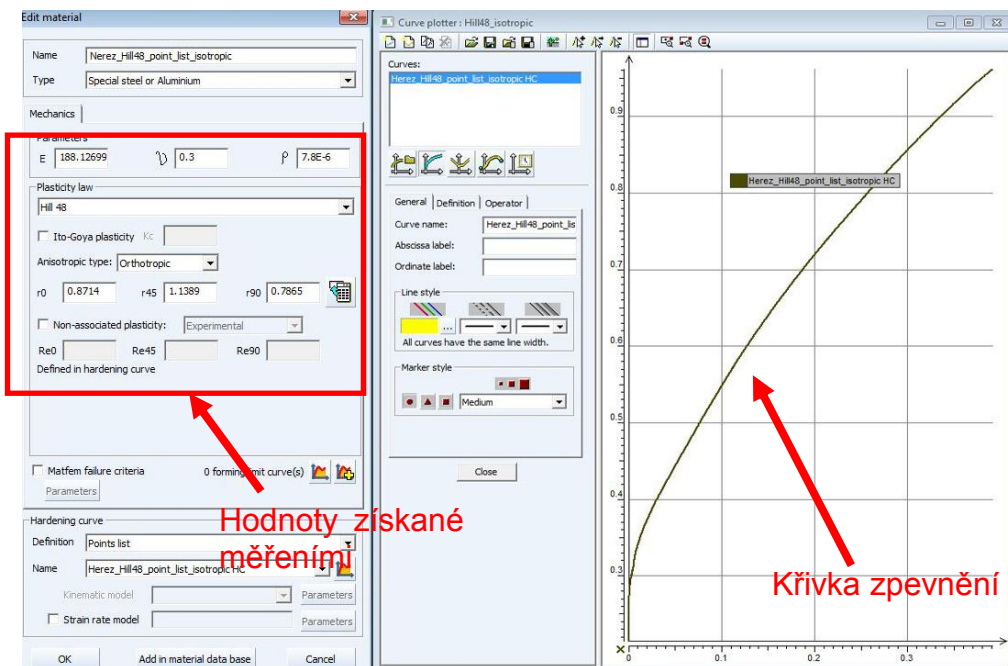 Edit material
Name Nerez_Hill48_point_list_isotropic
Type Special steel or Aluminium
Mechanics
Parameters
E 188.12699 υ 0.3 ρ 7.8E-6
Plasticity law
Hill 48
Ito-Goya plasticity Kc
Anisotropic type: Orthotropic
r0 0.8714 r45 1.1389 r90 0.7865
Non-associated plasticity: Experimental
Re0 Re45 Re90
Defined in hardening curve
Matfem failure criteria 0 forming limit curve(s)
Parameters
Hardening curve
Definition Points list
Name Herez_Hill48_point_list_isotropic HC
Kinematic model Parameters
Strain rate model Parameters
OK Add in material data base Cancel
Hodnoty získané
měřeními
Curve plotter : Hill48_isotropic
Curves:
Herez_Hill48_point_list_isotropic HC
General Definition Operator
Curve name: Herez_Hill48_point_lis
Abscissa label:
Ordinate label:
Line style
...
All curves have the same line width.
Marker style
Medium
Close
0.9
0.8
0.7
0.6
0.5
0.4
0.3
Herez_Hill48_point_list_isotropic HC
Křivka zpevnění
0 0.1 0.2 0.3